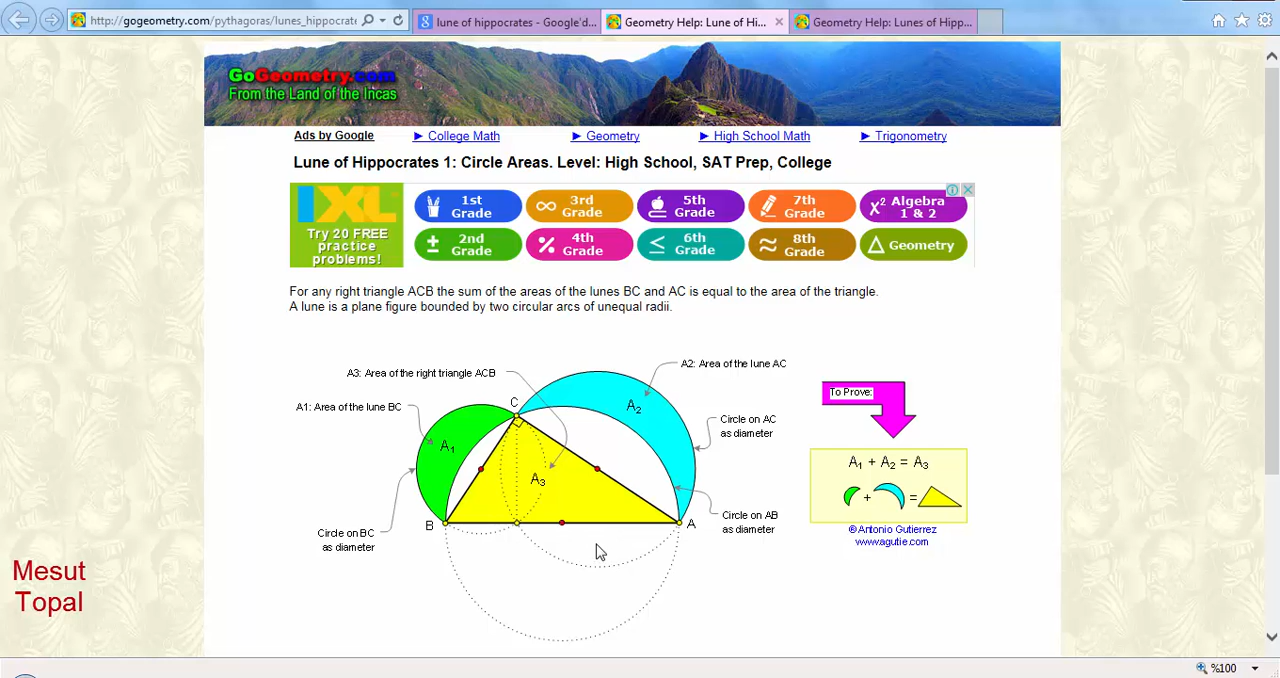 http://gogeometry.com/pythagoras/lunes_hippocrate
lune of hippocrates - Google'd...
Geometry Help: Lune of Hi...
Geometry Help: Lunes of Hipp...
GoGeometry.com
From the Land of the Incas
Ads by Google
► College Math
► Geometry
► High School Math
► Trigonometry
Lune of Hippocrates 1: Circle Areas. Level: High School, SAT Prep, College
IXL
Try 20 FREE
practice
problems!
1st
Grade
3rd
Grade
5th
Grade
7th
Grade
x² Algebra
1 & 2
2nd
Grade
4th
Grade
6th
Grade
8th
Grade
Geometry
For any right triangle ACB the sum of the areas of the lunes BC and AC is equal to the area of the triangle.
A lune is a plane figure bounded by two circular arcs of unequal radii.
A3: Area of the right triangle ACB
A2: Area of the lune AC
A1: Area of the lune BC
C
A2
A1
A3
Circle on AC
as diameter
B
A
Circle on BC
as diameter
Circle on AB
as diameter
To Prove:
A1 + A2 = A3
+ =
© Antonio Gutierrez
www.agutie.com
Mesut
Topal
%100